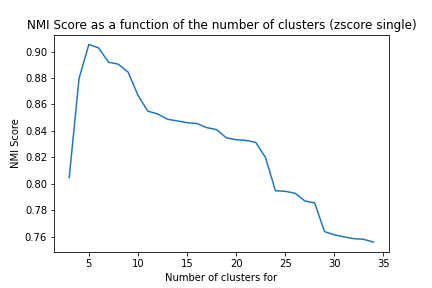 NMI Score as a function of the number of clusters (zscore single)
0.90
0.88
0.86
0.84
0.82
0.80
0.78
0.76
NMI Score
5 10 15 20 25 30 35
Number of clusters for